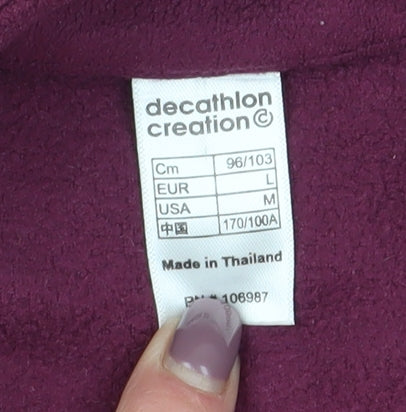 decathlon
creation ©
Cm 96/103
EUR L
USA M
中国 170/100A
Made in Thailand
RN # 106987